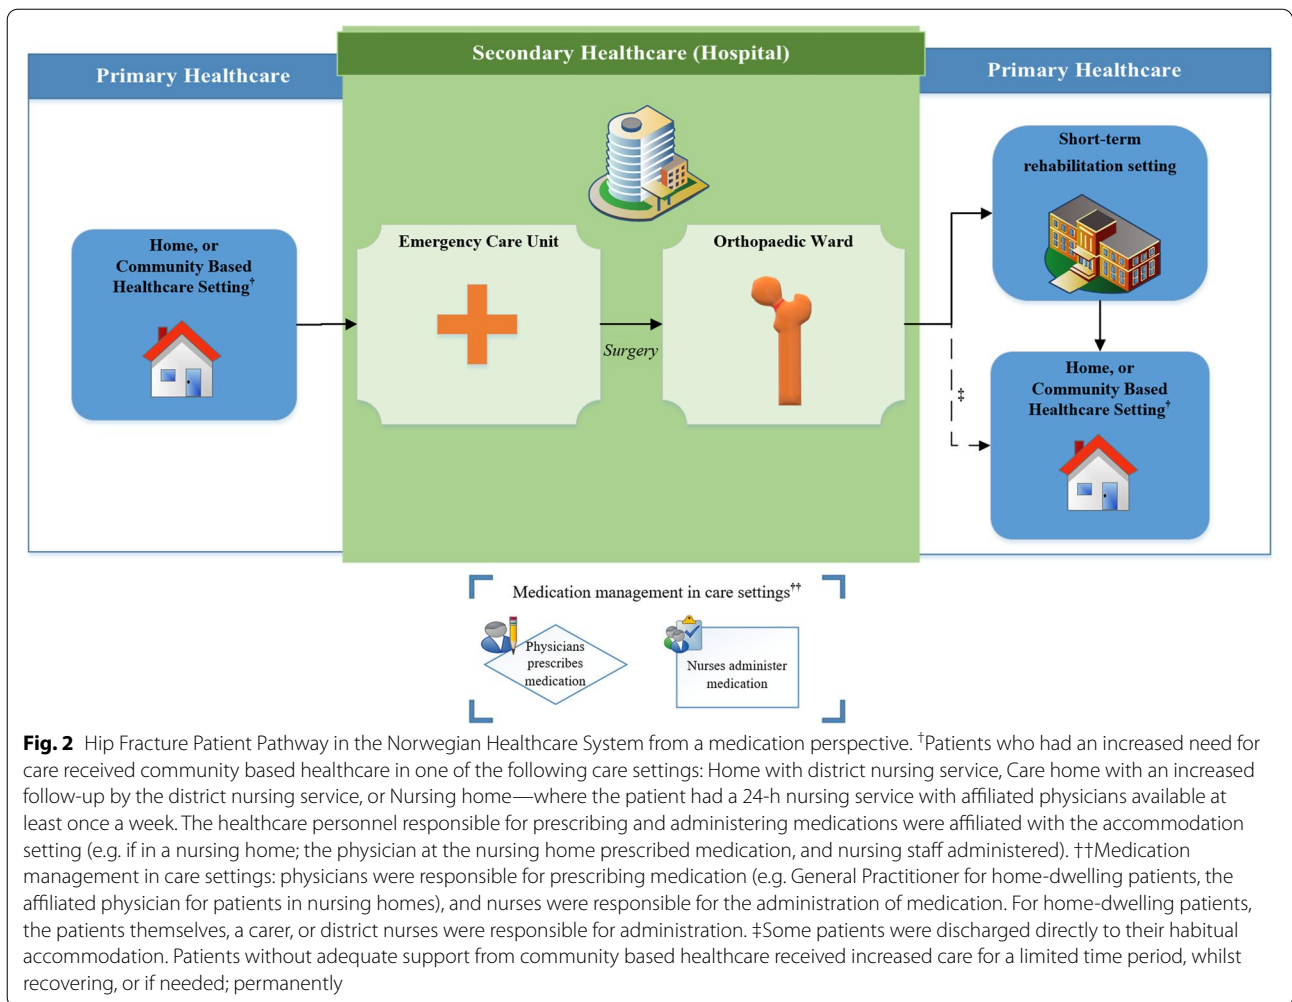 Secondary Healthcare (Hospital)
Primary Healthcare
Primary Healthcare
Home, or
Community Based
Healthcare Setting†
Emergency Care Unit
Surgery
Orthopaedic Ward
Short-term
rehabilitation setting
‡
Home, or
Community Based
Healthcare Setting†
Medication management in care settings††
Physicians
prescribes
medication
Nurses administer
medication
Fig. 2 Hip Fracture Patient Pathway in the Norwegian Healthcare System from a medication perspective. †Patients who had an increased need for
care received community based healthcare in one of the following care settings: Home with district nursing service, Care home with an increased
follow-up by the district nursing service, or Nursing home—where the patient had a 24-h nursing service with affiliated physicians available at
least once a week. The healthcare personnel responsible for prescribing and administering medications were affiliated with the accommodation
setting (e.g. if in a nursing home; the physician at the nursing home prescribed medication, and nursing staff administered). ††Medication
management in care settings: physicians were responsible for prescribing medication (e.g. General Practitioner for home-dwelling patients, the
affiliated physician for patients in nursing homes), and nurses were responsible for the administration of medication. For home-dwelling patients,
the patients themselves, a carer, or district nurses were responsible for administration. ‡Some patients were discharged directly to their habitual
accommodation. Patients without adequate support from community based healthcare received increased care for a limited time period, whilst
recovering, or if needed; permanently